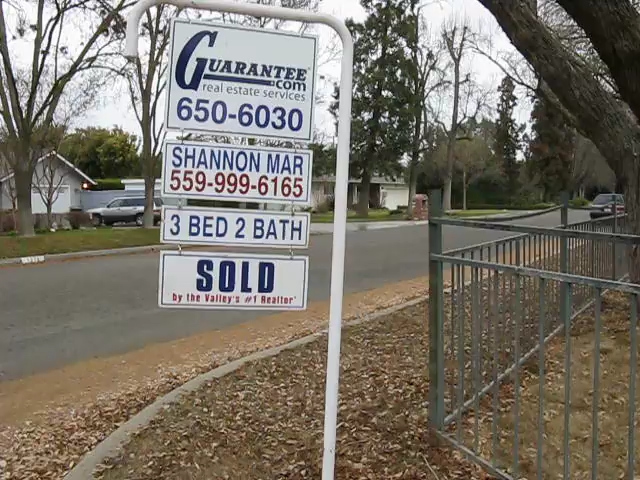 GUARANTEE
.com
real estate services
650-6030
SHANNON MAR
559-999-6165
3 BED 2 BATH
SOLD
by the Valley's #1 Realtor